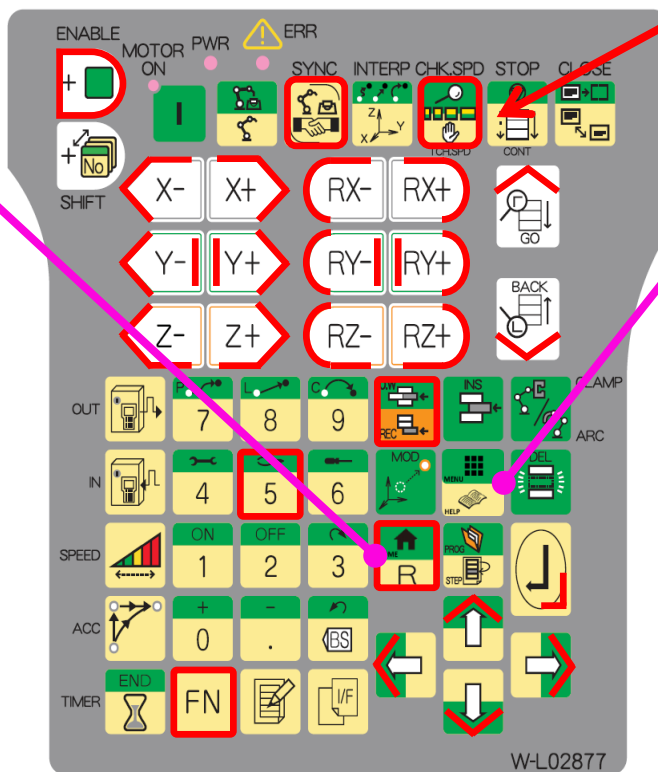 ENABLE
MOTOR ON
PWR
ERR
SYNC
INTERP
CHK.SPD
STOP
CLOSE
I
Z
Y
X
TCH.SPD
CONT
No
SHIFT
X-
X+
RX-
RX+
GO
Y-
Y+
RY-
RY+
BACK
Z-
Z+
RZ-
RZ+
OUT
P
7
L
8
C
9
O.W
REC
INS
CLAMP
ARC
IN
4
5
6
MOD
MENU
HELP
DEL
SPEED
ON
1
OFF
2
3
R
PROG
STEP
ACC
+
0
-
.
BS
TIMER
END
FN
I/F
W-L02877